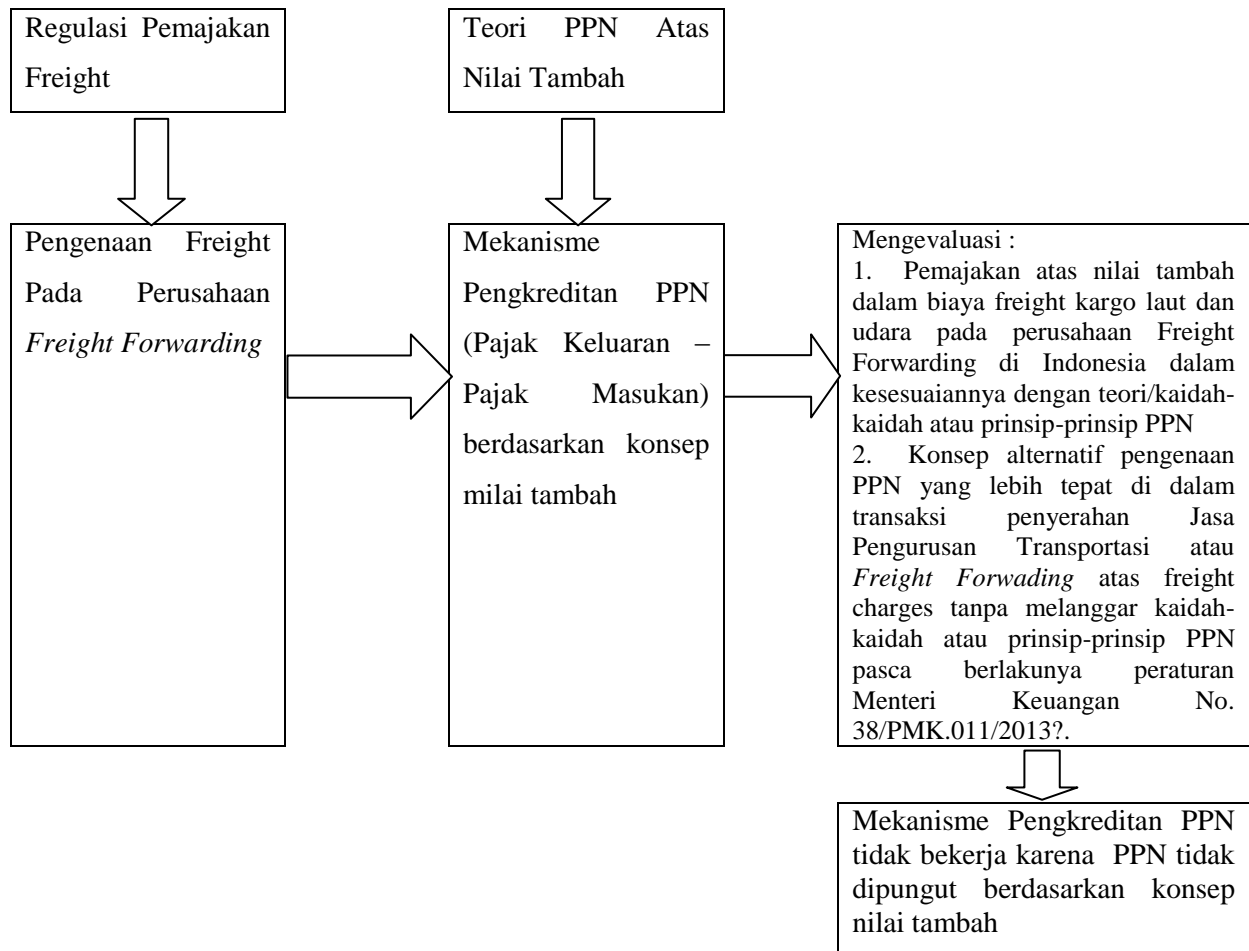 Regulasi Pemajakan
Freight
Teori PPN Atas
Nilai Tambah
Pengenaan Freight
Pada Perusahaan
Freight Forwarding
Mekanisme
Pengkreditan PPN
(Pajak Keluaran –
Pajak Masukan)
berdasarkan konsep
milai tambah
Mengevaluasi :
1. Pemajakan atas nilai tambah
dalam biaya freight kargo laut dan
udara pada perusahaan Freight
Forwarding di Indonesia dalam
kesesuaiannya dengan teori/kaidah-
kaidah atau prinsip-prinsip PPN
2. Konsep alternatif pengenaan
PPN yang lebih tepat di dalam
transaksi penyerahan Jasa
Pengurusan Transportasi atau
Freight Forwading atas freight
charges tanpa melanggar kaidah-
kaidah atau prinsip-prinsip PPN
pasca berlakunya peraturan
Menteri Keuangan No.
38/PMK.011/2013?.
Mekanisme Pengkreditan PPN
tidak bekerja karena PPN tidak
dipungut berdasarkan konsep
nilai tambah